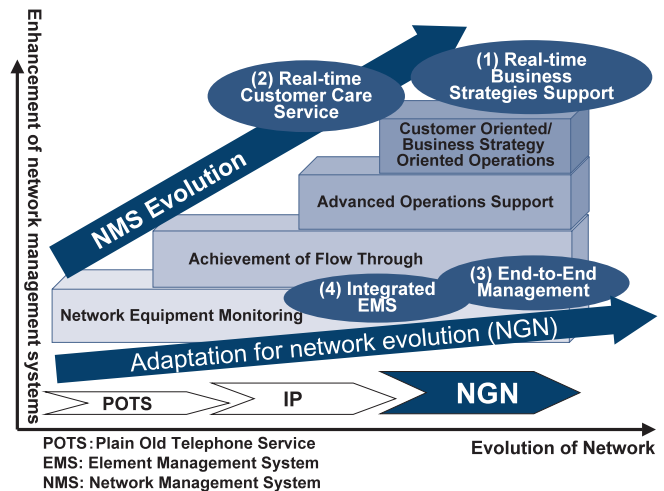 Enhancement of network management systems
(1) Real-time
Business
Strategies Support
(2) Real-time
Customer Care
Service
Customer Oriented/
Business Strategy
Oriented Operations
NMS Evolution
Advanced Operations Support
Achievement of Flow Through
(3) End-to-End
Management
(4) Integrated
EMS
Network Equipment Monitoring
Adaptation for network evolution (NGN)
POTS
IP
NGN
Evolution of Network
POTS:Plain Old Telephone Service
EMS: Element Management System
NMS: Network Management System